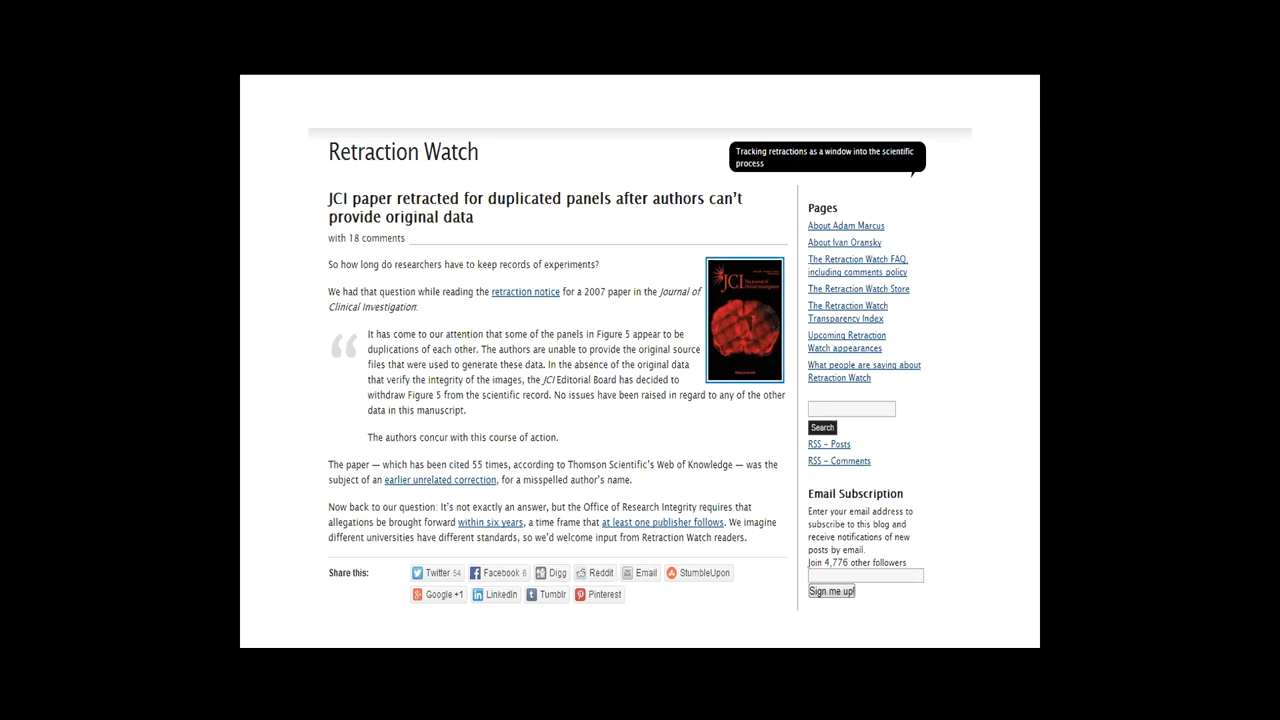 Retraction Watch
Tracking retractions as a window into the scientific
process
JCI paper retracted for duplicated panels after authors can't
provide original data
with 18 comments
So how long do researchers have to keep records of experiments?
We had that question while reading the retraction notice for a 2007 paper in the Journal of
Clinical Investigation:
It has come to our attention that some of the panels in Figure 5 appear to be
duplications of each other. The authors are unable to provide the original source
files that were used to generate these data. In the absence of the original data
that verify the integrity of the images, the JCI Editorial Board has decided to
withdraw Figure 5 from the scientific record. No issues have been raised in regard to any of the other
data in this manuscript.
The authors concur with this course of action.
The paper — which has been cited 55 times, according to Thomson Scientific's Web of Knowledge — was the
subject of an earlier unrelated correction, for a misspelled author's name.
Now back to our question: It's not exactly an answer, but the Office of Research Integrity requires that
allegations be brought forward within six years, a time frame that at least one publisher follows. We imagine
different universities have different standards, so we'd welcome input from Retraction Watch readers.
Share this:
Twitter 54
Facebook 6
Digg
Reddit
Email
StumbleUpon
Google +1
LinkedIn
Tumblr
Pinterest
JCI
The Journal of
Clinical Investigation
Pages
About Adam Marcus
About Ivan Oransky
The Retraction Watch FAQ,
including comments policy
The Retraction Watch Store
The Retraction Watch
Transparency Index
Upcoming Retraction
Watch appearances
What people are saying about
Retraction Watch
Search
RSS - Posts
RSS - Comments
Email Subscription
Enter your email address to
subscribe to this blog and
receive notifications of new
posts by email.
Join 4,776 other followers
Sign me up!